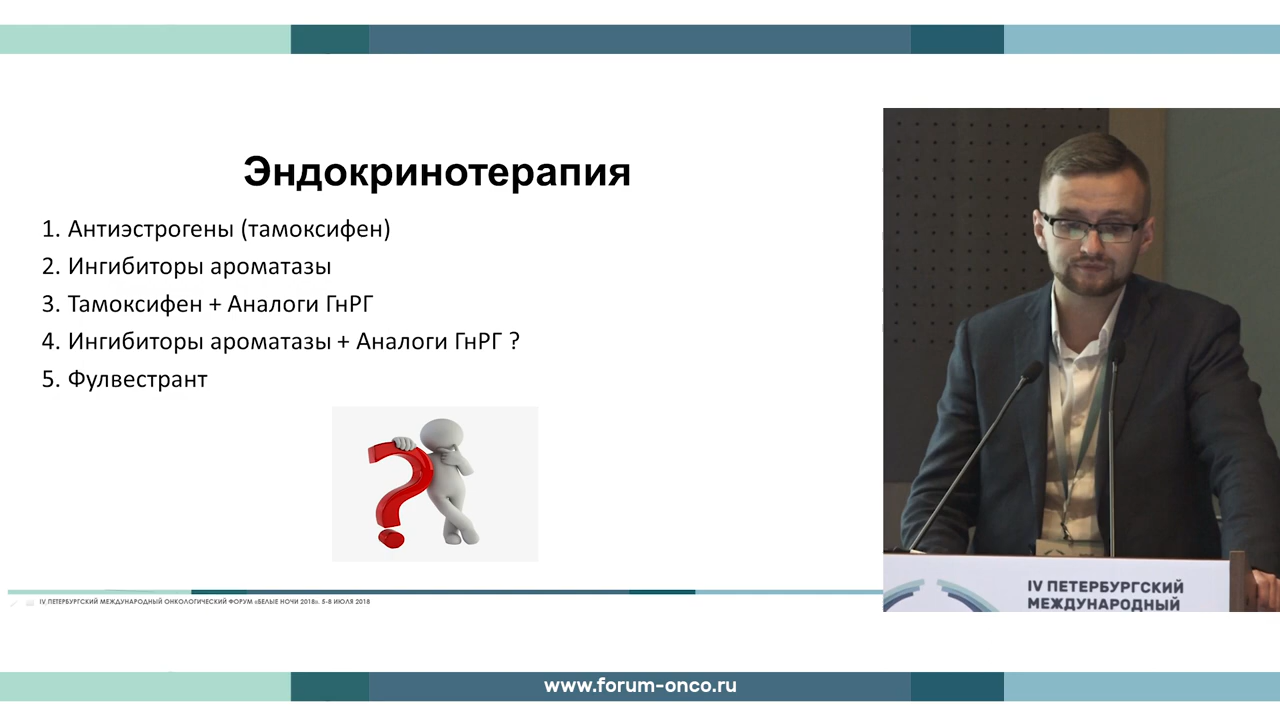 Эндокринотерапия
1. Антиэстрогены (тамоксифен)
2. Ингибиторы ароматазы
3. Тамоксифен + Аналоги ГнРГ
4. Ингибиторы ароматазы + Аналоги ГнРГ ?
5. Фулвестрант
IV ПЕТЕРБУРГСКИЙ МЕЖДУНАРОДНЫЙ ОНКОЛОГИЧЕСКИЙ ФОРУМ «БЕЛЫЕ НОЧИ 2018». 5-8 ИЮЛЯ 2018
IV ПЕТЕРБУРГСКИЙ
МЕЖДУНАРОДНЫЙ
www.forum-onco.ru